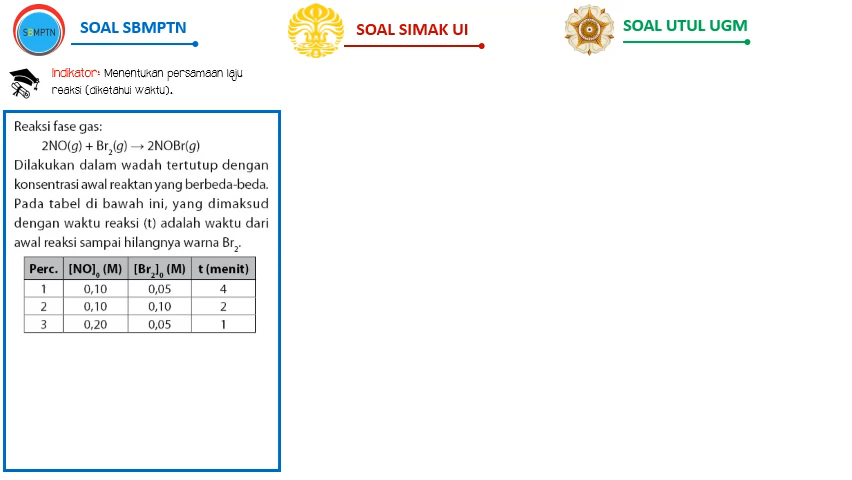 SBMPTN
SOAL SBMPTN
SOAL SIMAK UI
SOAL UTUL UGM
Indikator: Menentukan persamaan laju
reaksi (diketahui waktu).
Reaksi fase gas:
2NO(g) + Br₂(g) → 2NOBr(g)
Dilakukan dalam wadah tertutup dengan
konsentrasi awal reaktan yang berbeda-beda.
Pada tabel di bawah ini, yang dimaksud
dengan waktu reaksi (t) adalah waktu dari
awal reaksi sampai hilangnya warna Br₂.
Perc. [NO]₀ (M) [Br₂]₀ (M) t (menit)
1 0,10 0,05 4
2 0,10 0,10 2
3 0,20 0,05 1